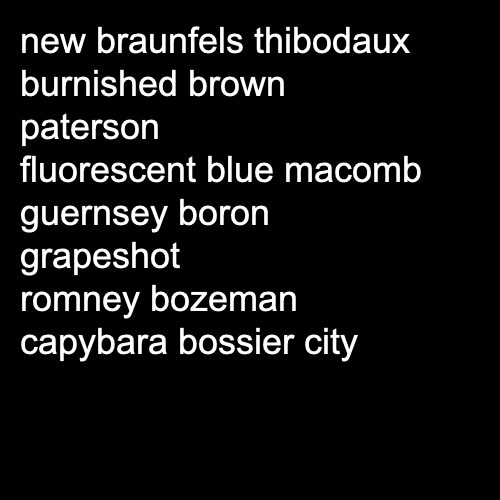 new braunfels thibodaux
burnished brown
paterson
fluorescent blue macomb
guernsey boron
grapeshot
romney bozeman
capybara bossier city